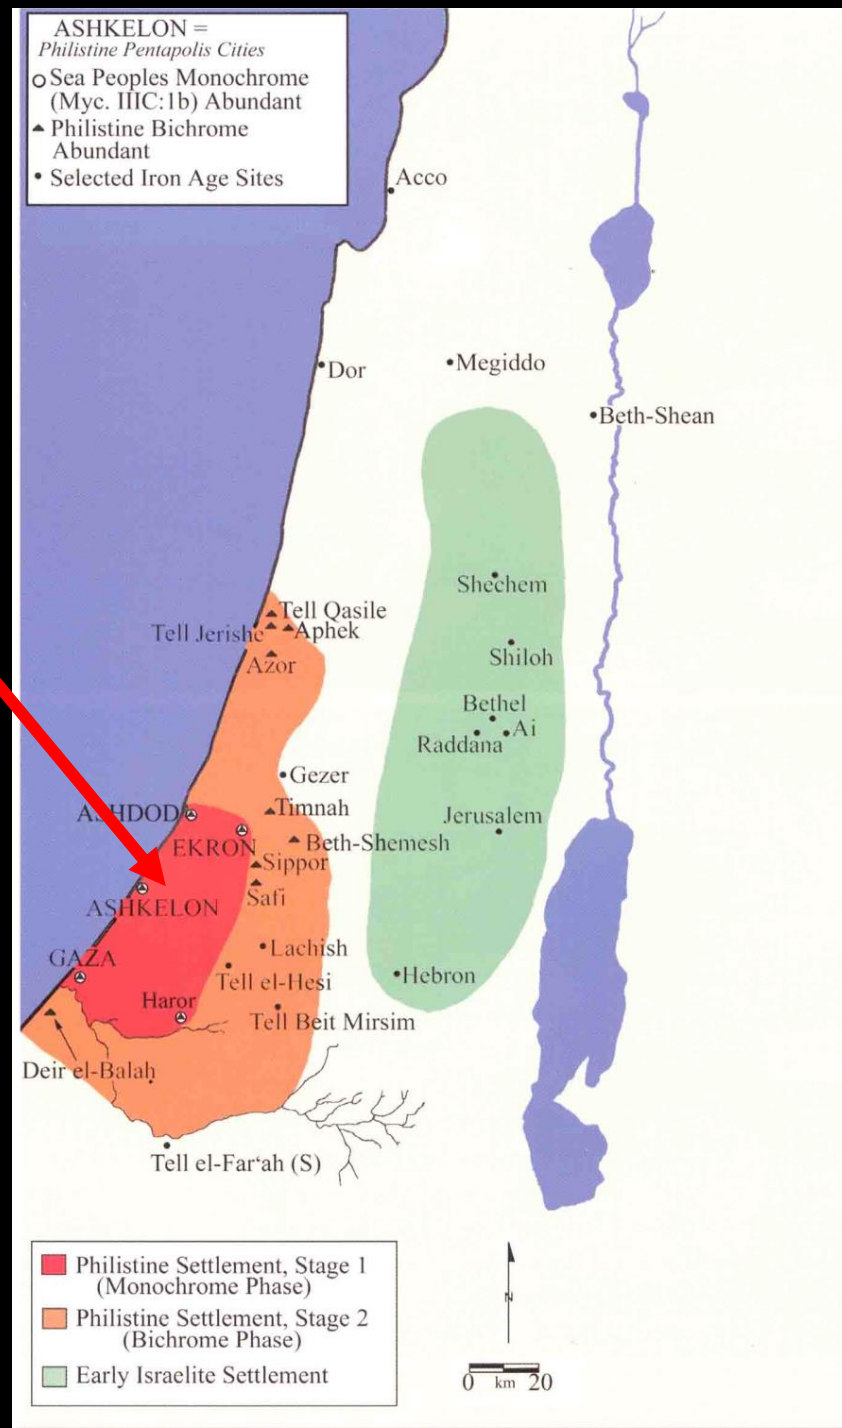 ASHKELON =
Philistine Pentapolis Cities
Sea Peoples Monochrome
(Myc. IIIC:1b) Abundant
Philistine Bichrome
Abundant
Selected Iron Age Sites
Acco
Dor
Megiddo
Beth-Shean
Shechem
Tell Qasile
Tell Jerishe
Aphek
Azor
Shiloh
Bethel
Ai
Raddana
Gezer
Timnah
ASHDOD
Jerusalem
EKRON
Beth-Shemesh
Sippor
Safi
ASHKELON
Lachish
GAZA
Tell el-Hesi
Hebron
Haror
Tell Beit Mirsim
Deir el-Balah
Tell el-Far‘ah (S)
Philistine Settlement, Stage 1
(Monochrome Phase)
Philistine Settlement, Stage 2
(Bichrome Phase)
Early Israelite Settlement
N
0 km 20